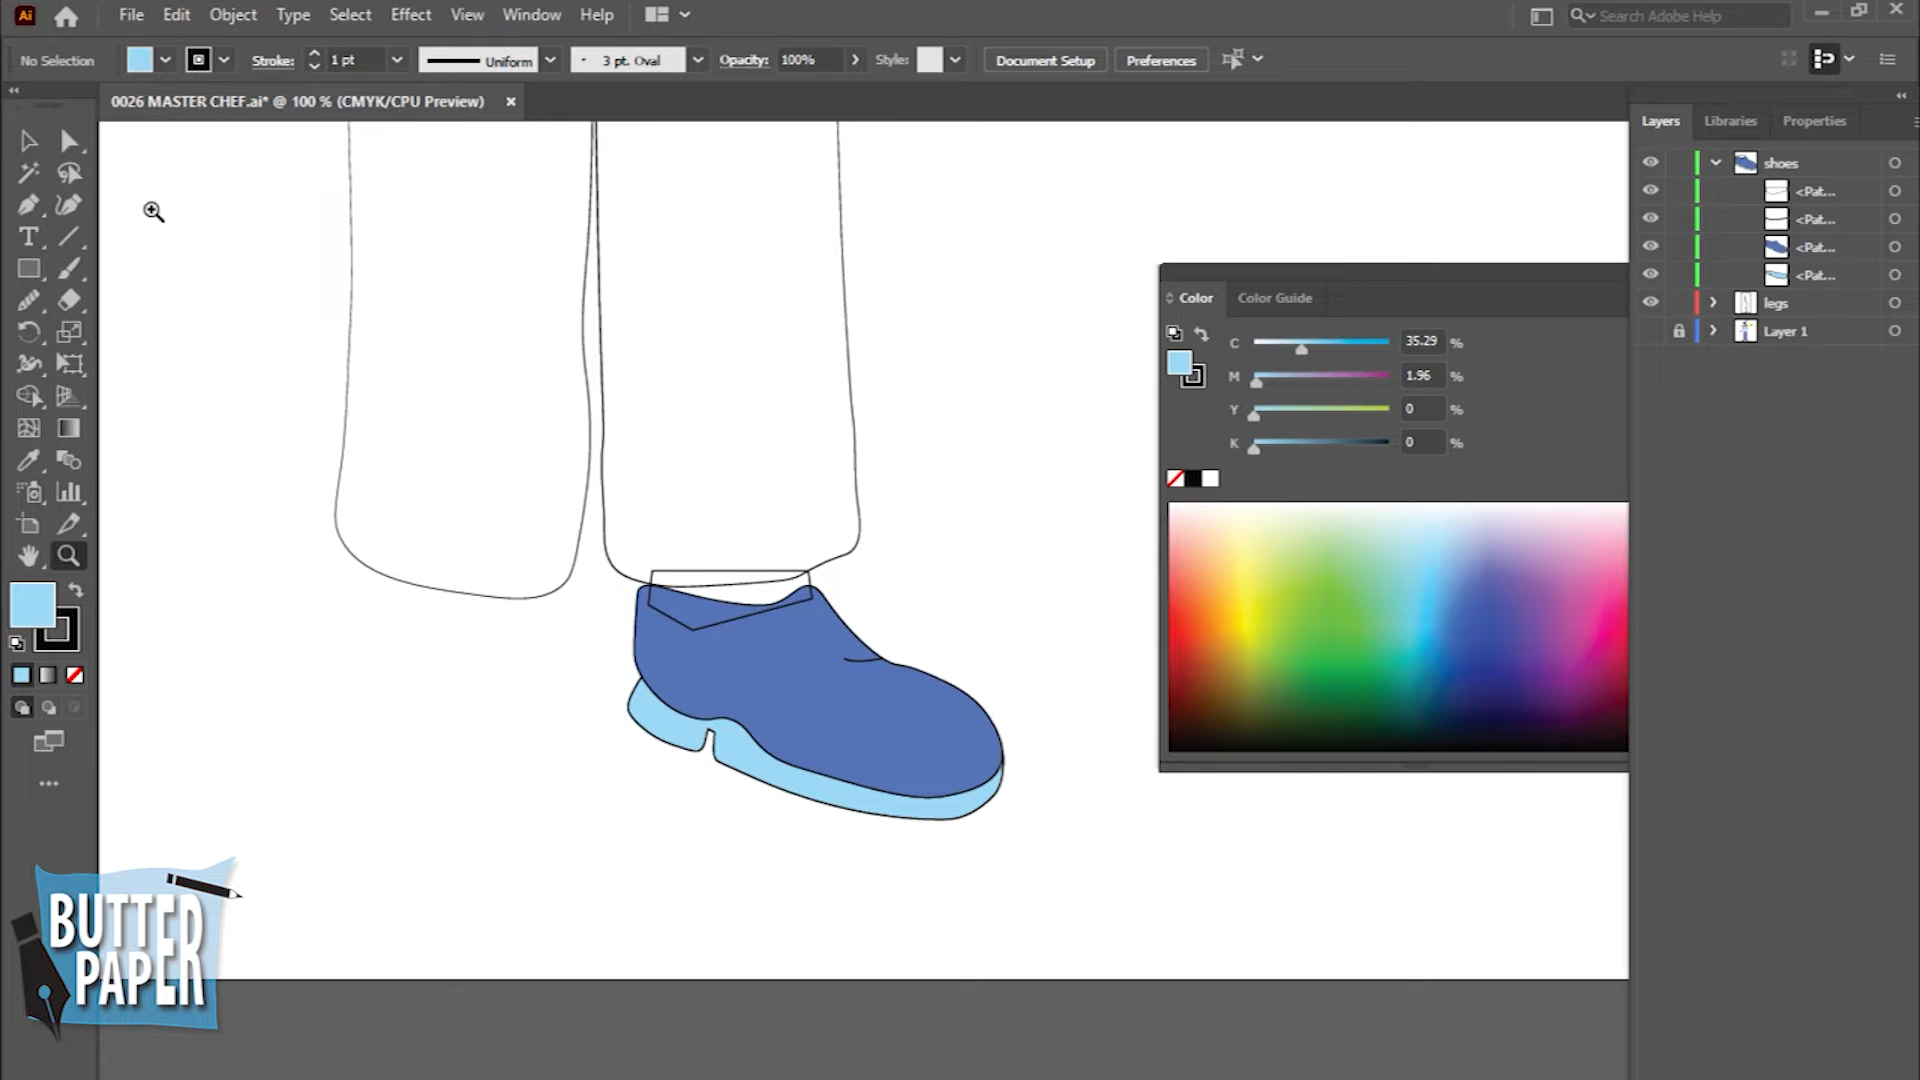 Ai File Edit Object Type Select Effect View Window Help Search Adobe Help
No Selection Stroke: 1 pt Uniform 3 pt. Oval Opacity: 100% Style: Document Setup Preferences
0026 MASTER CHEF.ai* @ 100 % (CMYK/CPU Preview) ×
Layers Libraries Properties
shoes
<Pat...
<Pat...
<Pat...
<Pat...
legs
Layer 1
Color Color Guide
C 35.29 %
M 1.96 %
Y 0 %
K 0 %
BUTTER
PAPER